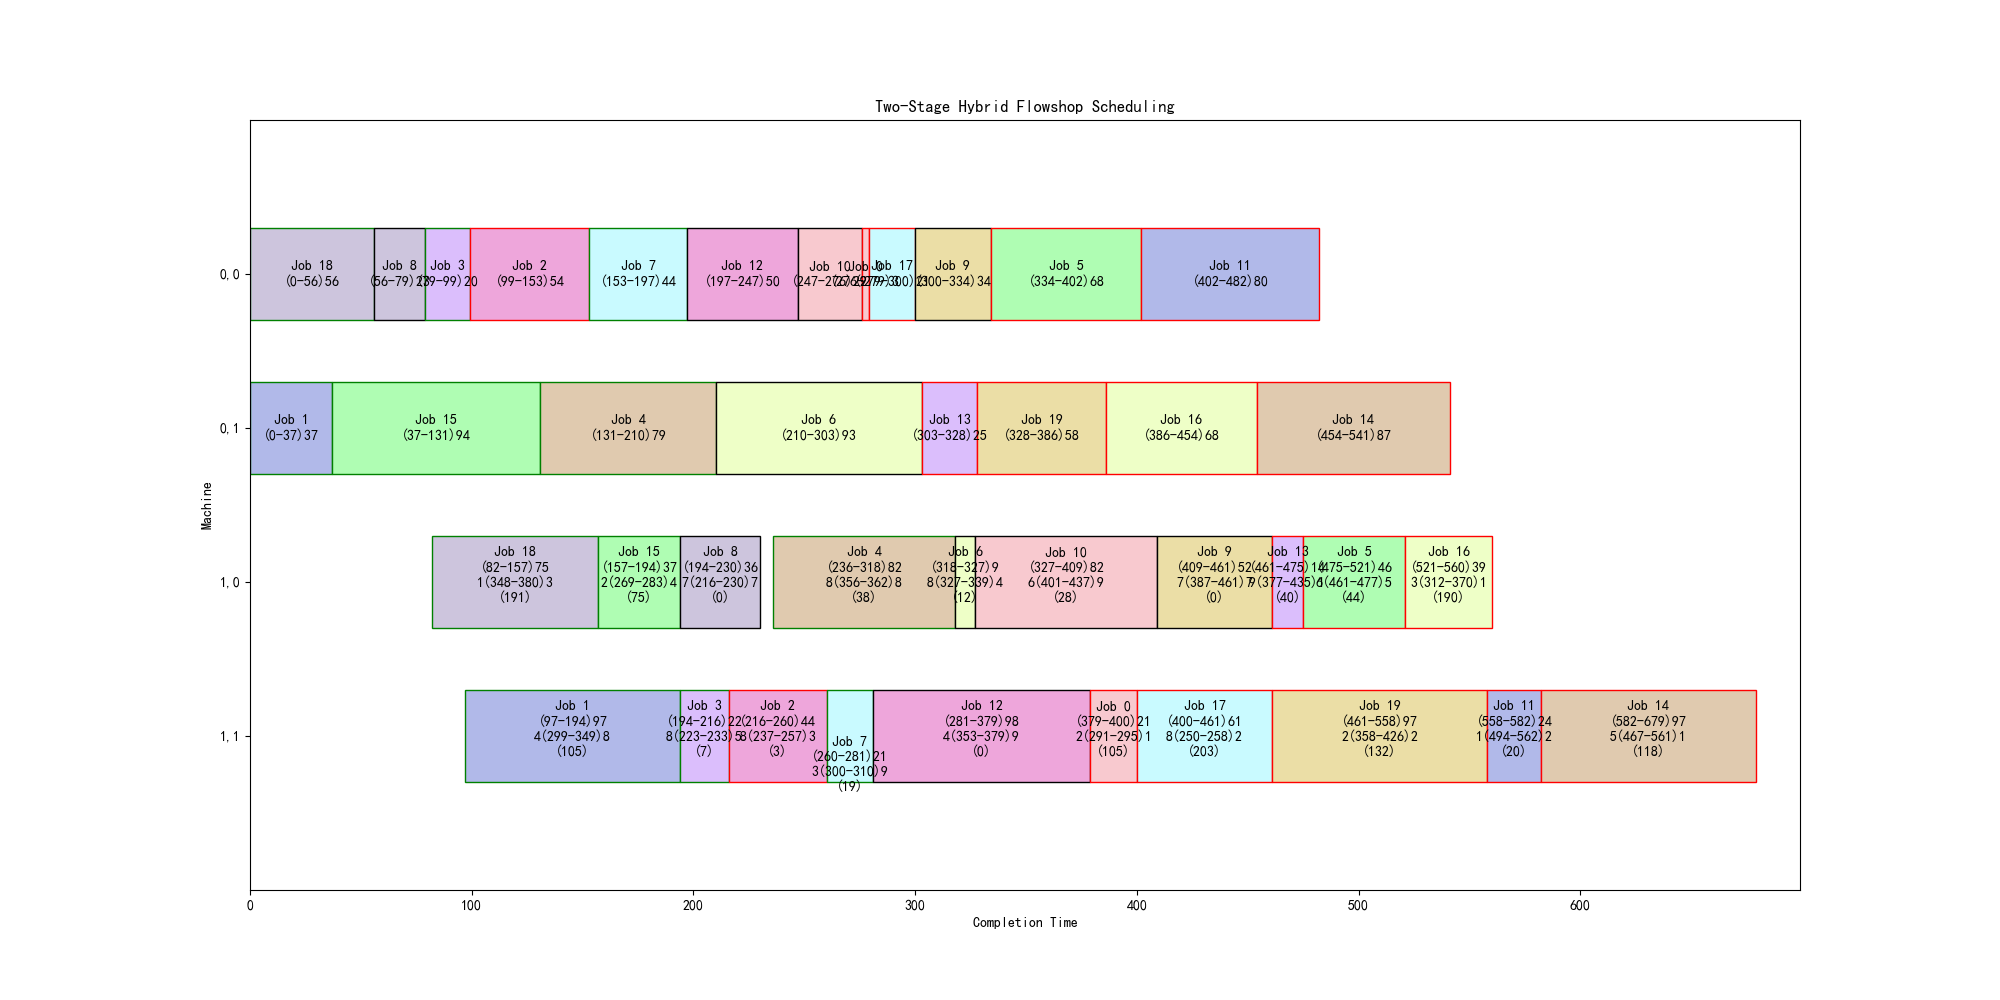 Two-Stage Hybrid Flowshop Scheduling
0,0
Job 18
(0-56)56
Job 8
(56-79)23
Job 3
(79-99)20
Job 2
(99-153)54
Job 7
(153-197)44
Job 12
(197-247)50
Job 10
(247-276)29
Job 0
(276-279)3
Job 17
(279-300)21
Job 9
(300-334)34
Job 5
(334-402)68
Job 11
(402-482)80
0,1
Job 1
(0-37)37
Job 15
(37-131)94
Job 4
(131-210)79
Job 6
(210-303)93
Job 13
(303-328)25
Job 19
(328-386)58
Job 16
(386-454)68
Job 14
(454-541)87
Machine
1,0
Job 18
(82-157)75
1(348-380)3
(191)
Job 15
(157-194)37
2(269-283)4
(75)
Job 8
(194-230)36
7(216-230)7
(0)
Job 4
(236-318)82
8(356-362)8
(38)
Job 6
(318-327)9
8(327-339)4
(12)
Job 10
(327-409)82
6(401-437)9
(28)
Job 9
(409-461)52
7(387-461)7
(0)
Job 13
(461-475)14
9(377-435)6
(40)
Job 5
(475-521)46
(461-477)5
(44)
Job 16
(521-560)39
3(312-370)1
(190)
1,1
Job 1
(97-194)97
4(299-349)8
(105)
Job 3
(194-216)22
8(223-233)5
(7)
Job 2
(216-260)44
(237-257)3
(3)
Job 7
(260-281)21
3(300-310)9
(19)
Job 12
(281-379)98
4(353-379)9
(0)
Job 0
(379-400)21
2(291-295)1
(105)
Job 17
(400-461)61
8(250-258)2
(203)
Job 19
(461-558)97
2(358-426)2
(132)
Job 11
(558-582)24
1(494-562)2
(20)
Job 14
(582-679)97
5(467-561)1
(118)
0
100
200
300
400
500
600
Completion Time